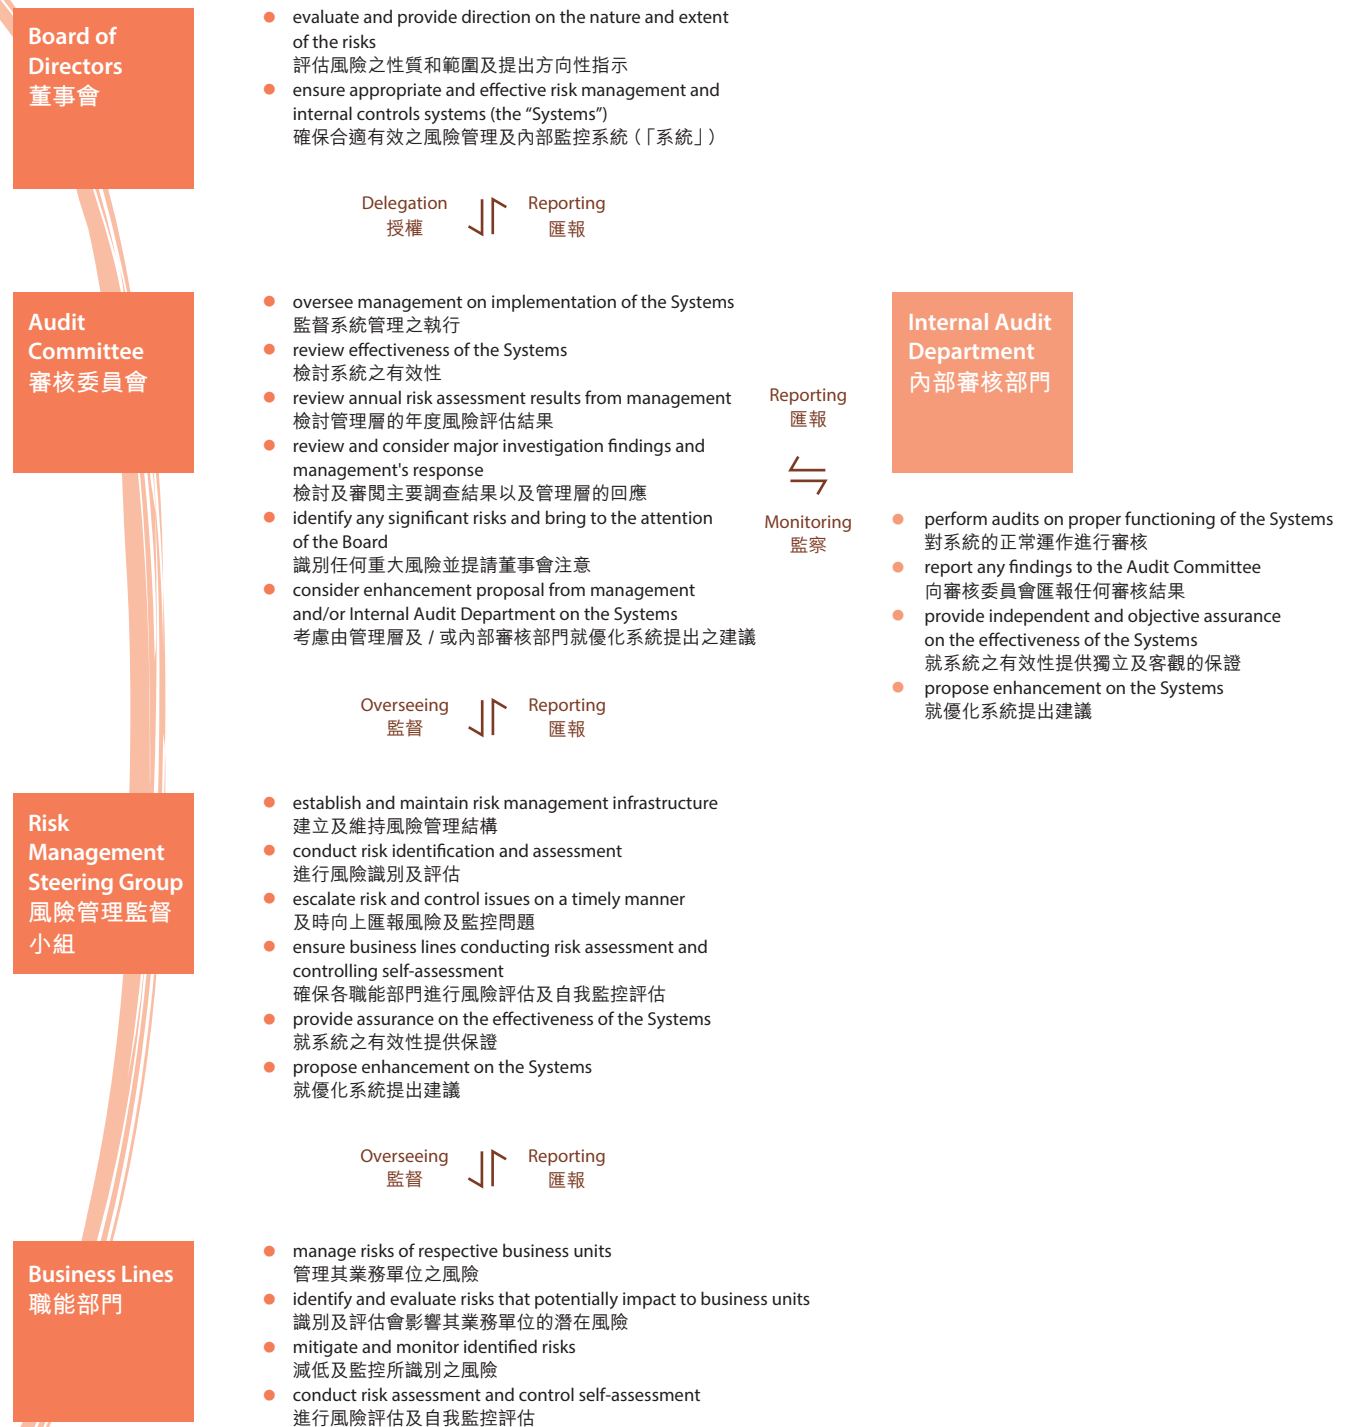 Board of
Directors
董事會
evaluate and provide direction on the nature and extent
of the risks
評估風險之性質和範圍及提出方向性指示
ensure appropriate and effective risk management and
internal controls systems (the “Systems”)
確保合適有效之風險管理及內部監控系統（「系統」）
Delegation
授權
Reporting
匯報
Audit
Committee
審核委員會
oversee management on implementation of the Systems
監督系統管理之執行
review effectiveness of the Systems
檢討系統之有效性
review annual risk assessment results from management
檢討管理層的年度風險評估結果
review and consider major investigation findings and
management's response
檢討及審閱主要調查結果以及管理層的回應
identify any significant risks and bring to the attention
of the Board
識別任何重大風險並提請董事會注意
consider enhancement proposal from management
and/or Internal Audit Department on the Systems
考慮由管理層及 / 或內部審核部門就優化系統提出之建議
Reporting
匯報
Monitoring
監察
Internal Audit
Department
內部審核部門
perform audits on proper functioning of the Systems
對系統的正常運作進行審核
report any findings to the Audit Committee
向審核委員會匯報任何審核結果
provide independent and objective assurance
on the effectiveness of the Systems
就系統之有效性提供獨立及客觀的保證
propose enhancement on the Systems
就優化系統提出建議
Overseeing
監督
Reporting
匯報
Risk
Management
Steering Group
風險管理監督
小組
establish and maintain risk management infrastructure
建立及維持風險管理結構
conduct risk identification and assessment
進行風險識別及評估
escalate risk and control issues on a timely manner
及時向上匯報風險及監控問題
ensure business lines conducting risk assessment and
controlling self-assessment
確保各職能部門進行風險評估及自我監控評估
provide assurance on the effectiveness of the Systems
就系統之有效性提供保證
propose enhancement on the Systems
就優化系統提出建議
Overseeing
監督
Reporting
匯報
Business Lines
職能部門
manage risks of respective business units
管理其業務單位之風險
identify and evaluate risks that potentially impact to business units
識別及評估會影響其業務單位的潛在風險
mitigate and monitor identified risks
減低及監控所識別之風險
conduct risk assessment and control self-assessment
進行風險評估及自我監控評估